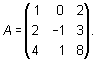 A = ( 1 0 2
2 −1 3
4 1 8 ) .